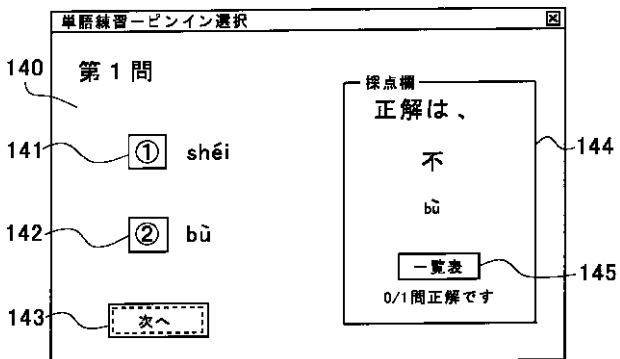 単語練習ーピンイン選択
140
第1問
141
① shéi
142
② bù
143
次へ
採点欄
正解は、
不
bù
一覧表
0/1問正解です
144
145